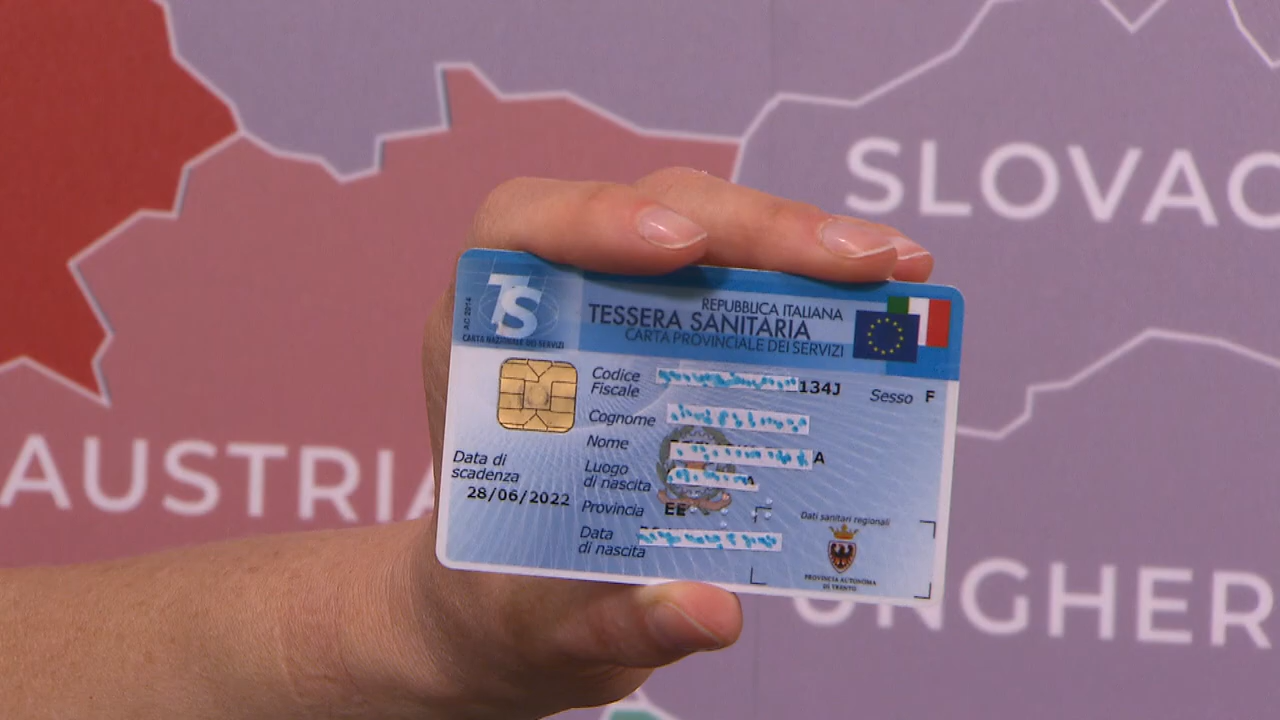 SLOVAC
AUSTRIA
UNGHER
AC 2014
TS
CARTA NAZIONALE DEI SERVIZI
REPUBBLICA ITALIANA
TESSERA SANITARIA
CARTA PROVINCIALE DEI SERVIZI
Codice
Fiscale
134J
Sesso F
Cognome
Nome
A
Luogo
di nascita
A
Provincia EE
Data
di nascita
Data di
scadenza
28/06/2022
Dati sanitari regionali
PROVINCIA AUTONOMA
DI TRENTO